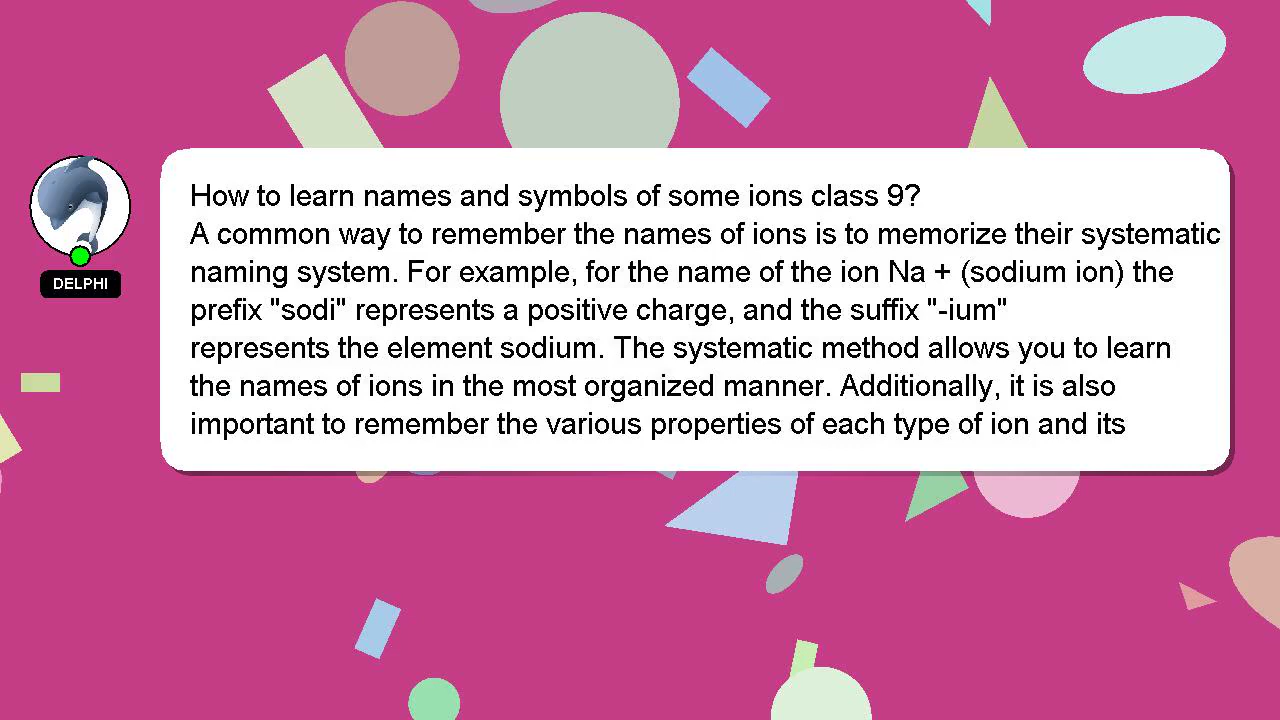 How to learn names and symbols of some ions class 9?
A common way to remember the names of ions is to memorize their systematic
naming system. For example, for the name of the ion Na + (sodium ion) the
prefix "sodi" represents a positive charge, and the suffix "-ium"
represents the element sodium. The systematic method allows you to learn
the names of ions in the most organized manner. Additionally, it is also
important to remember the various properties of each type of ion and its
DELPHI